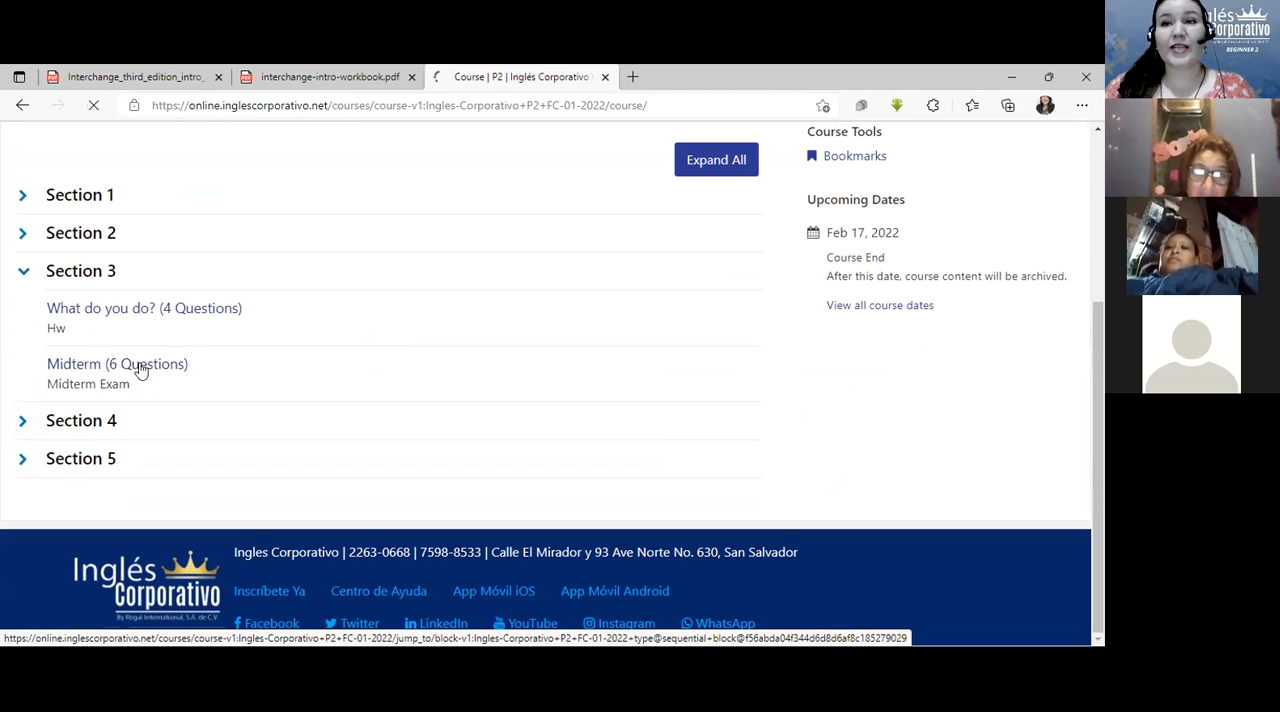 Interchange_third_edition_intro_
interchange-intro-workbook.pdf
Course | P2 | Inglés Corporativo
https://online.inglescorporativo.net/courses/course-v1:Ingles-Corporativo+P2+FC-01-2022/course/
Expand All
Section 1
Section 2
Section 3
What do you do? (4 Questions)
Hw
Midterm (6 Questions)
Midterm Exam
Section 4
Section 5
Course Tools
Bookmarks
Upcoming Dates
Feb 17, 2022
Course End
After this date, course content will be archived.
View all course dates
Inglés
Corporativo
By Regal International, S.A. de C.V.
Ingles Corporativo | 2263-0668 | 7598-8533 | Calle El Mirador y 93 Ave Norte No. 630, San Salvador
Inscríbete Ya Centro de Ayuda App Móvil iOS App Móvil Android
Facebook Twitter LinkedIn YouTube Instagram WhatsApp
https://online.inglescorporativo.net/courses/course-v1:Ingles-Corporativo+P2+FC-01-2022/jump_to/block-v1:Ingles-Corporativo+P2+FC-01-2022+type@sequential+block@f56abda04f344d6d8d6af8c185279029
glés
Corporativo
BEGINNER 2